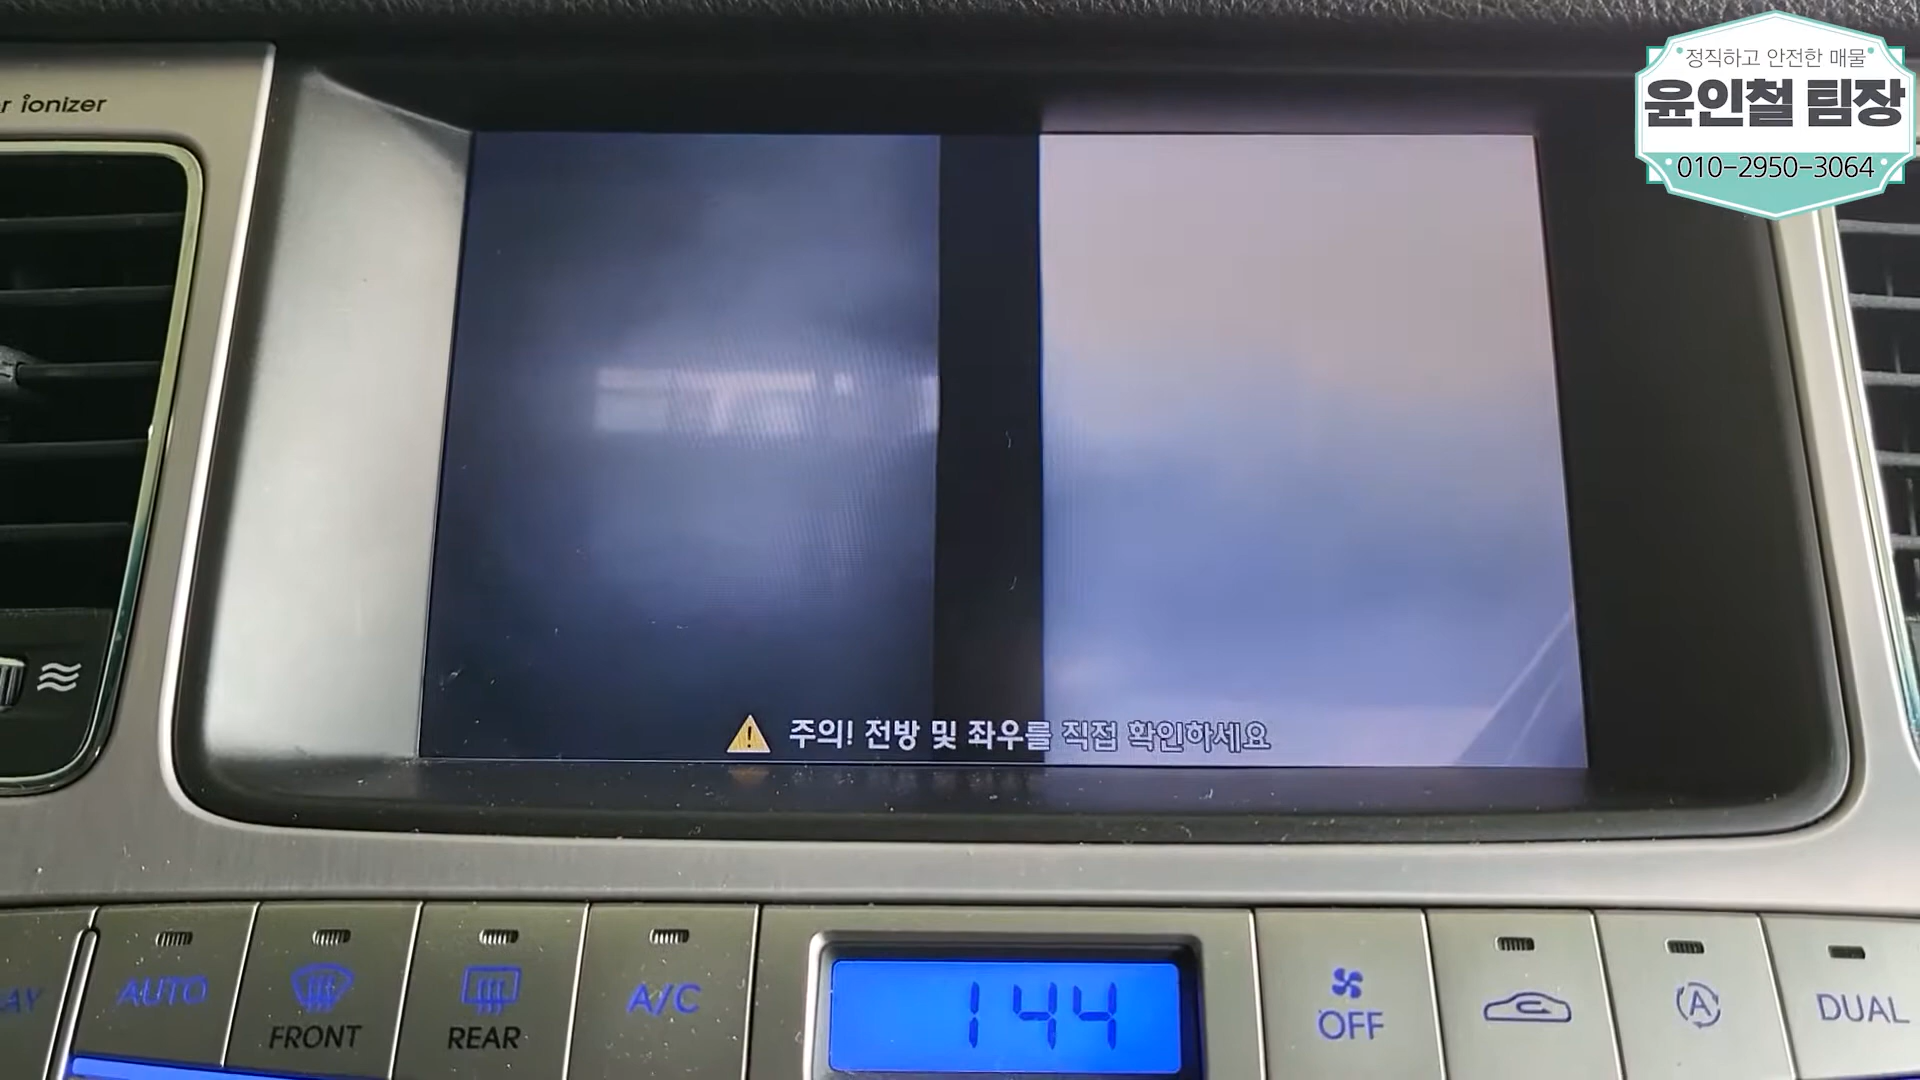 정직하고 안전한 매물
윤인철 팀장
010-2950-3064
ionizer
주의! 전방 및 좌우를 직접 확인하세요
AUTO
FRONT
REAR
A/C
144
OFF
A
DUAL